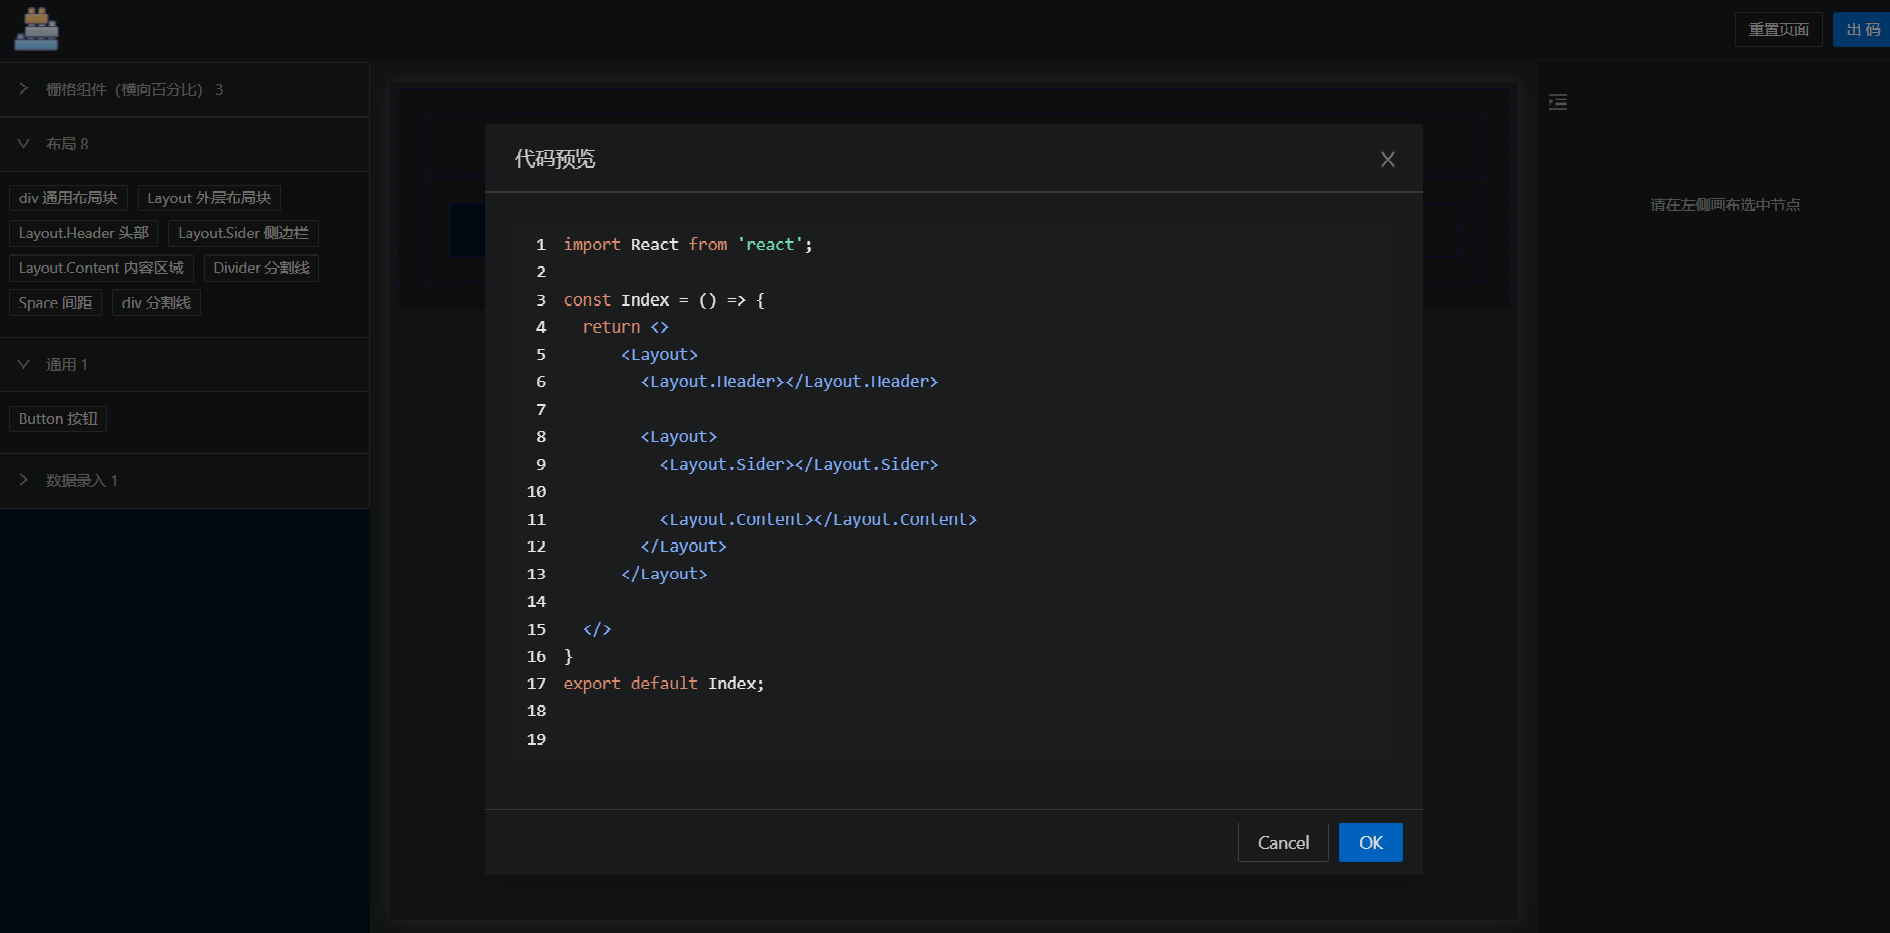 重置页面
出 码
栅格组件（横向百分比） 3
布局 8
div 通用布局块
Layout 外层布局块
Layout.Header 头部
Layout.Sider 侧边栏
Layout.Content 内容区域
Divider 分割线
Space 间距
div 分割线
通用 1
Button 按钮
数据录入 1
代码预览
1 import React from 'react';
2
3 const Index = () => {
4   return <>
5       <Layout>
6         <Layout.Header></Layout.Header>
7
8         <Layout>
9           <Layout.Sider></Layout.Sider>
10
11           <Layout.Content></Layout.Content>
12         </Layout>
13       </Layout>
14
15   </>
16 }
17 export default Index;
18
19
Cancel
OK
请在左侧画布选中节点